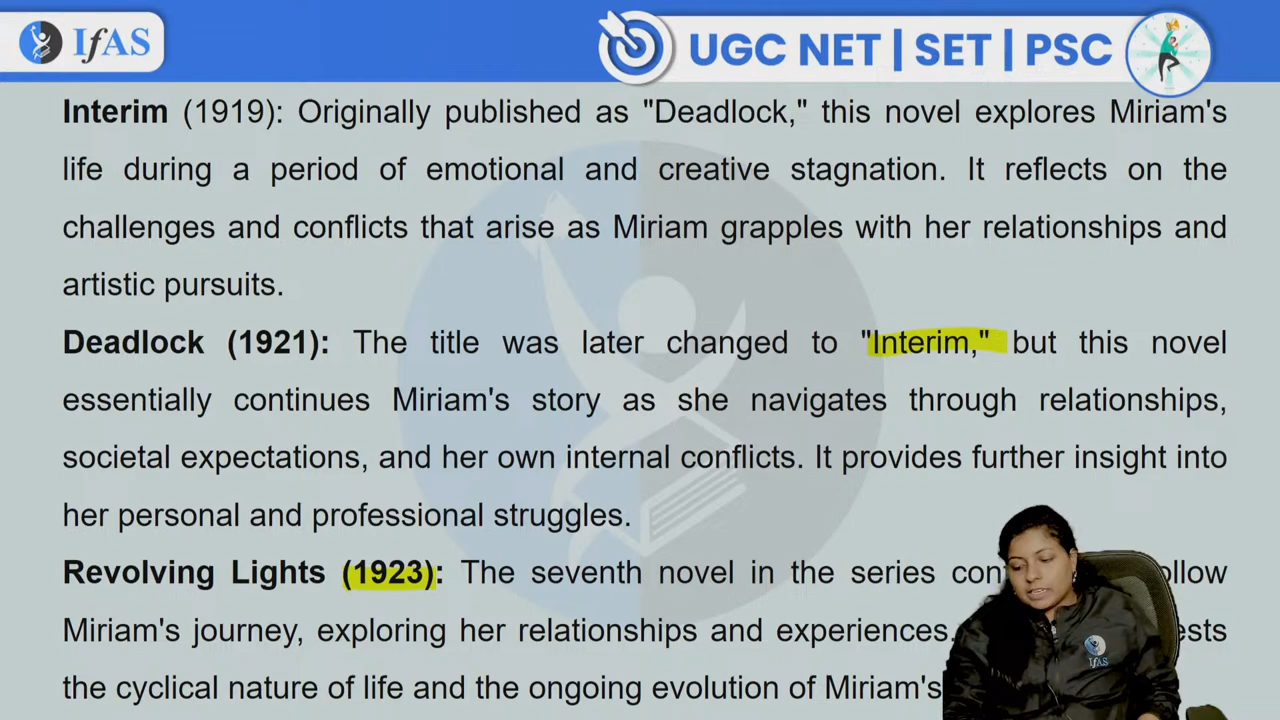 IfAS
UGC NET | SET | PSC
Interim (1919): Originally published as "Deadlock," this novel explores Miriam's
life during a period of emotional and creative stagnation. It reflects on the
challenges and conflicts that arise as Miriam grapples with her relationships and
artistic pursuits.
Deadlock (1921): The title was later changed to "Interim," but this novel
essentially continues Miriam's story as she navigates through relationships,
societal expectations, and her own internal conflicts. It provides further insight into
her personal and professional struggles.
Revolving Lights (1923): The seventh novel in the series
Miriam's journey, exploring her relationships and experiences.
the cyclical nature of life and the ongoing evolution of Miriam's
IfAS